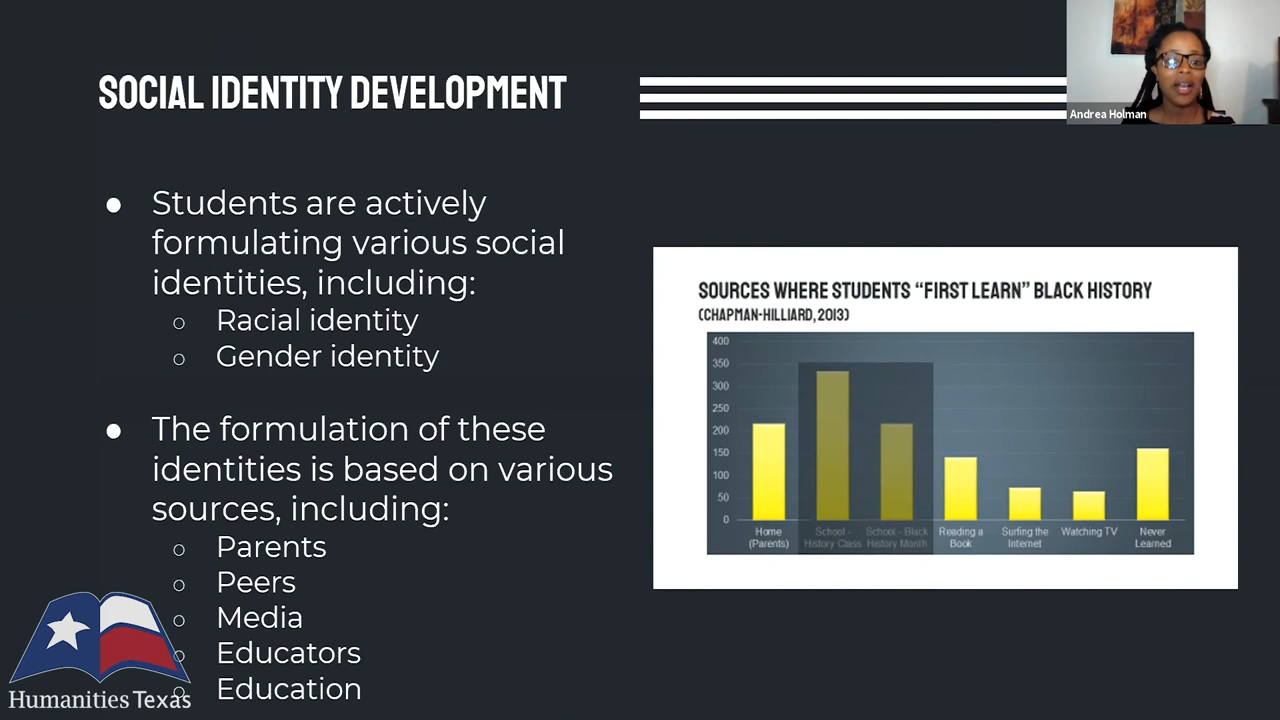 SOCIAL IDENTITY DEVELOPMENT
Andrea Holman
● Students are actively
formulating various social
identities, including:
○ Racial identity
○ Gender identity
● The formulation of these
identities is based on various
sources, including:
○ Parents
○ Peers
○ Media
○ Educators
○ Education
SOURCES WHERE STUDENTS “FIRST LEARN” BLACK HISTORY
(CHAPMAN-HILLIARD, 2013)
400
350
300
250
200
150
100
50
0
Home
(Parents)
School -
History Class
School - Black
History Month
Reading a
Book
Surfing the
Internet
Watching TV
Never
Learned
Humanities Texas